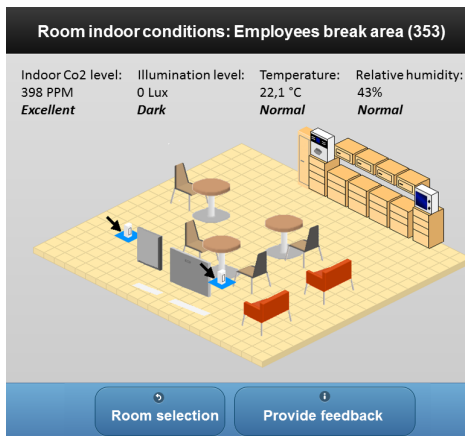 Room indoor conditions: Employees break area (353)
Indoor Co2 level: Illumination level: Temperature: Relative humidity:
398 PPM 0 Lux 22,1 °C 43%
Excellent Dark Normal Normal
Room selection Provide feedback